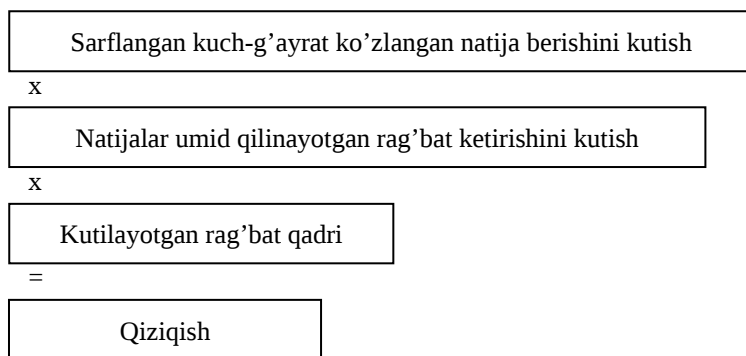 Sarflangan kuch-g’ayrat ko’zlangan natija berishini kutish
x
Natijalar umid qilinayotgan rag’bat ketirishini kutish
x
Kutilayotgan rag’bat qadri
=
Qiziqish